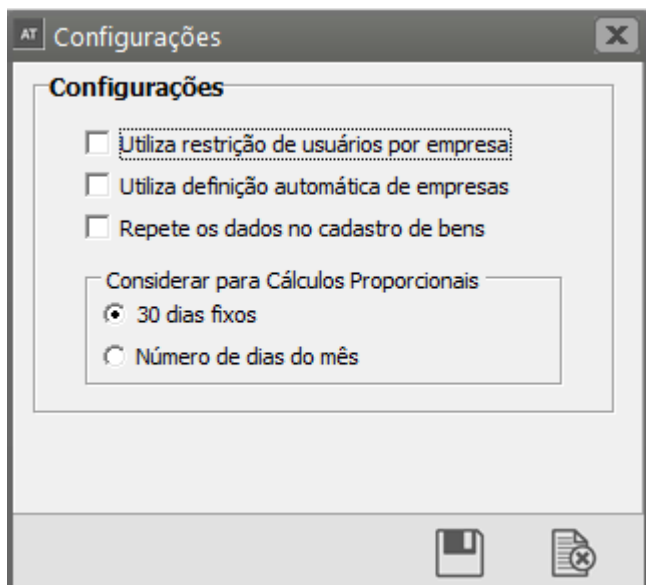 AT Configurações
Configurações
Utiliza restrição de usuários por empresa
Utiliza definição automática de empresas
Repete os dados no cadastro de bens
Considerar para Cálculos Proporcionais
30 dias fixos
Número de dias do mês